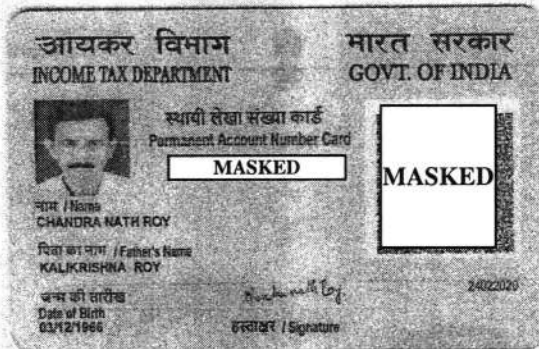 आयकर विभाग
INCOME TAX DEPARTMENT
भारत सरकार
GOVT. OF INDIA
स्थायी लेखा संख्या कार्ड
Permanent Account Number Card
MASKED
MASKED
नाम / Name
CHANDRA NATH ROY
पिता का नाम / Father's Name
KALIKRISHNA ROY
जन्म की तारीख
Date of Birth
03/12/1966
हस्ताक्षर / Signature
24022020